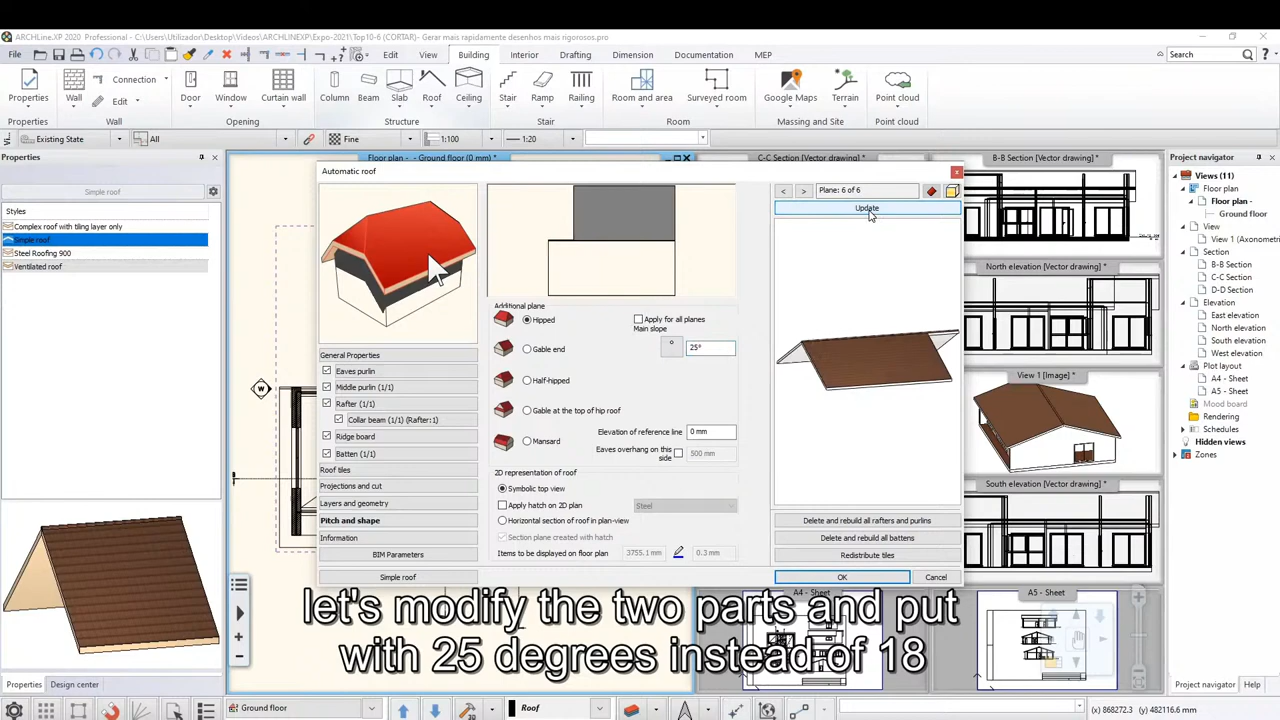 ARCHLine.XP 2020 - C:\Users\Utilizador\Desktop\Videos\ARCHLINEXP\Expo-2021\Top10-6 (CORTAR) - Gerar mais rapidamente desenhos mais rigorosos.pro
File Edit View Building Interior Drafting Dimension Documentation MEP Search
Properties Wall Connection Edit Door Window Curtain wall Column Beam Slab Roof Ceiling Stair Ramp Railing Room and area Surveyed room Google Maps Terrain Point cloud
Properties Wall Opening Structure Stair Room Massing and Site Point cloud
Existing State All Fine 1:100 1:20
Properties
Simple roof
Styles
Complex roof with tiling layer only
Simple roof
Steel Roofing 900
Ventilated roof
Properties Design center
Floor plan - - Ground floor (0 mm) *
Automatic roof
General Properties
Eaves purlin
Middle purlin (1/1)
Rafter (1/1)
Collar beam (1/1) (Rafter:1)
Ridge board
Batten (1/1)
Roof tiles
Projections and cut
Layers and geometry
Pitch and shape
Information
BIM Parameters
Simple roof
Additional plane
Hipped
Apply for all planes
Main slope
Gable end
° 25°
Half-hipped
Gable at the top of hip roof
Mansard
Elevation of reference line 0 mm
Eaves overhang on this side 500 mm
2D representation of roof
Symbolic top view
Apply hatch on 2D plan Steel
Horizontal section of roof in plan-view
Section plane created with hatch
Items to be displayed on floor plan 3755.1 mm 0.3 mm
< > Plane: 6 of 6
Update
Delete and rebuild all rafters and purlins
Delete and rebuild all battens
Redistribute tiles
OK Cancel
W
C-C Section [Vector drawing] *
B-B Section [Vector drawing] *
North elevation [Vector drawing] *
View 1 [Image] *
South elevation [Vector drawing] *
A4 - Sheet
A5 - Sheet
Project navigator
Views (11)
Floor plan
Floor plan -
Ground floor
View
View 1 (Axonometri
Section
B-B Section
C-C Section
D-D Section
Elevation
East elevation
North elevation
South elevation
West elevation
Plot layout
A4 - Sheet
A5 - Sheet
Mood board
Rendering
Schedules
Hidden views
Zones
Project navigator Help
let's modify the two parts and put
with 25 degrees instead of 18
Ground floor Roof
x: 868272.3 y: 482116.6 mm